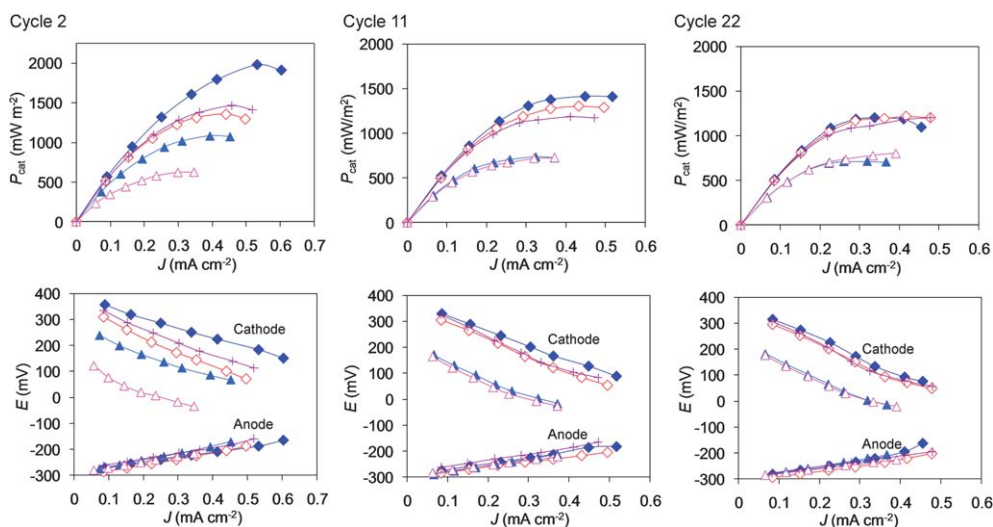 Cycle 2
Cycle 11
Cycle 22
P_cat (mW m⁻²)
2000
1500
1000
500
0
0 0.1 0.2 0.3 0.4 0.5 0.6 0.7
J (mA cm⁻²)
P_cat (mW/m²)
2000
1500
1000
500
0
0 0.1 0.2 0.3 0.4 0.5 0.6
J (mA cm⁻²)
P_cat (mW/m²)
2000
1500
1000
500
0
0 0.1 0.2 0.3 0.4 0.5 0.6
J (mA cm⁻²)
E (mV)
400
300
200
100
0
-100
-200
-300
Cathode
Anode
0 0.1 0.2 0.3 0.4 0.5 0.6 0.7
J (mA cm⁻²)
E (mV)
400
300
200
100
0
-100
-200
-300
Cathode
Anode
0 0.1 0.2 0.3 0.4 0.5 0.6
J (mA cm⁻²)
E (mV)
400
300
200
100
0
-100
-200
-300
Cathode
Anode
0 0.1 0.2 0.3 0.4 0.5 0.6
J (mA cm⁻²)